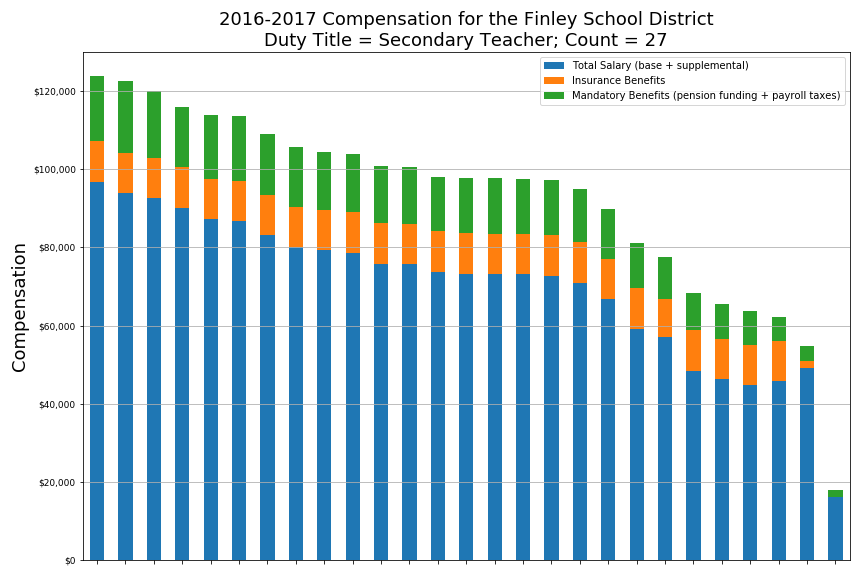 2016-2017 Compensation for the Finley School District
Duty Title = Secondary Teacher; Count = 27
Total Salary (base + supplemental)
Insurance Benefits
Mandatory Benefits (pension funding + payroll taxes)
$120,000
$100,000
$80,000
$60,000
$40,000
$20,000
$0
Compensation